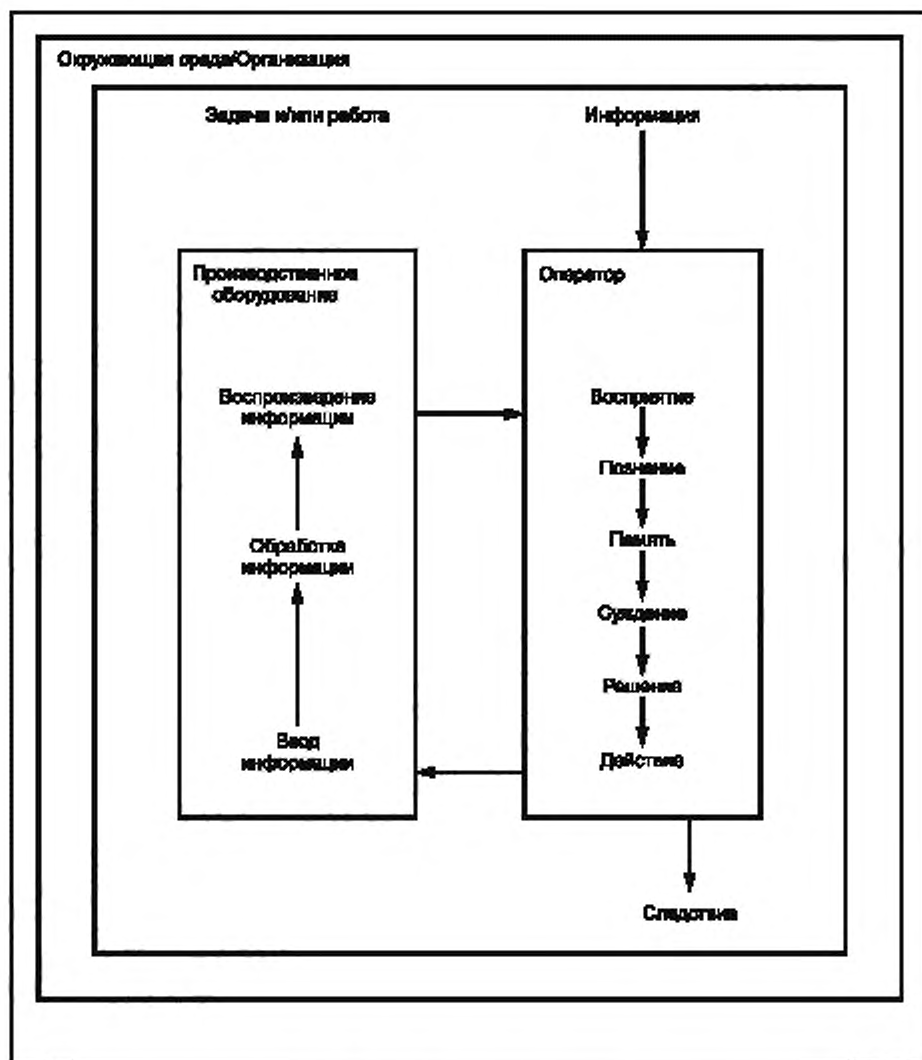 Окружающая среда/Организация
Задача и/или работа
Информация
Производственное
оборудование
Оператор
Воспроизведение
информации
Восприятие
Познание
Обработка
информации
Память
Суждение
Решение
Ввод
информации
Действие
Следствия